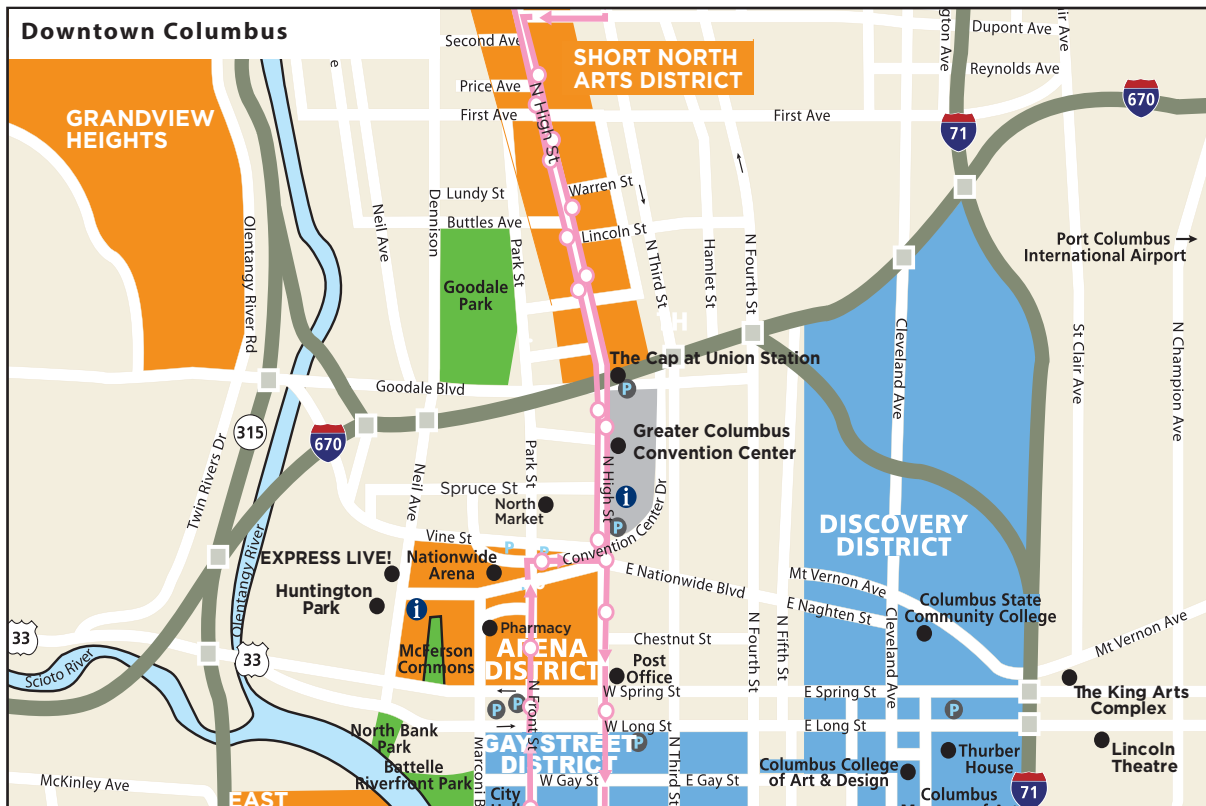 Downtown Columbus
Second Ave
SHORT NORTH
ARTS DISTRICT
Dupont Ave
Reynolds Ave
Price Ave
N High St
First Ave
First Ave
670
71
GRANDVIEW
HEIGHTS
Warren St
Lundy St
Dennison
Neil Ave
Buttles Ave
Lincoln St
Park St
N Third St
Hamlet St
N Fourth St
Olentangy River Rd
Port Columbus
International Airport
Goodale
Park
Cleveland Ave
St Clair Ave
N Champion Ave
The Cap at Union Station
P
Goodale Blvd
315
670
Greater Columbus
Convention Center
Twin Rivers Dr
Neil Ave
Park St
N High St
Spruce St
North
Market
i
P
Convention Center Dr
DISCOVERY
DISTRICT
Vine St
P
P
EXPRESS LIVE!
Nationwide
Arena
Olentangy River
Huntington
Park
i
E Nationwide Blvd
Mt Vernon Ave
E Naghten St
Columbus State
Community College
Cleveland Ave
Mt Vernon Ave
33
33
Scioto River
Pharmacy
McFerson
Commons
ARENA
DISTRICT
Chestnut St
N Fourth St
N Fifth St
Post
Office
W Spring St
E Spring St
The King Arts
Complex
P
P
P
N Front St
W Long St
E Long St
North Bank
Park
GAY STREET
DISTRICT
P
N Third St
Thurber
House
Lincoln
Theatre
Battelle
Riverfront Park
Marconi B
McKinley Ave
W Gay St
E Gay St
Columbus College
of Art & Design
71
EAST
City
Columbus